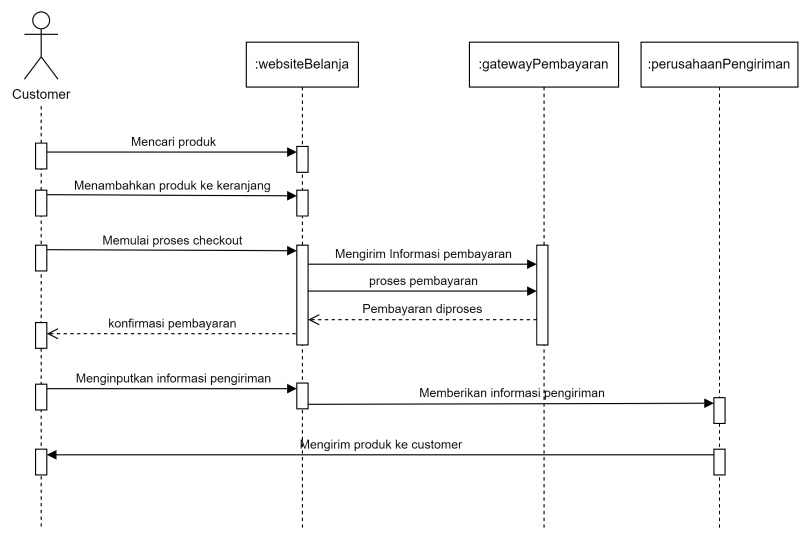 Customer
:websiteBelanja
:gatewayPembayaran
:perusahaanPengiriman
Mencari produk
Menambahkan produk ke keranjang
Memulai proses checkout
Mengirim Informasi pembayaran
proses pembayaran
Pembayaran diproses
konfirmasi pembayaran
Menginputkan informasi pengiriman
Memberikan informasi pengiriman
Mengirim produk ke customer